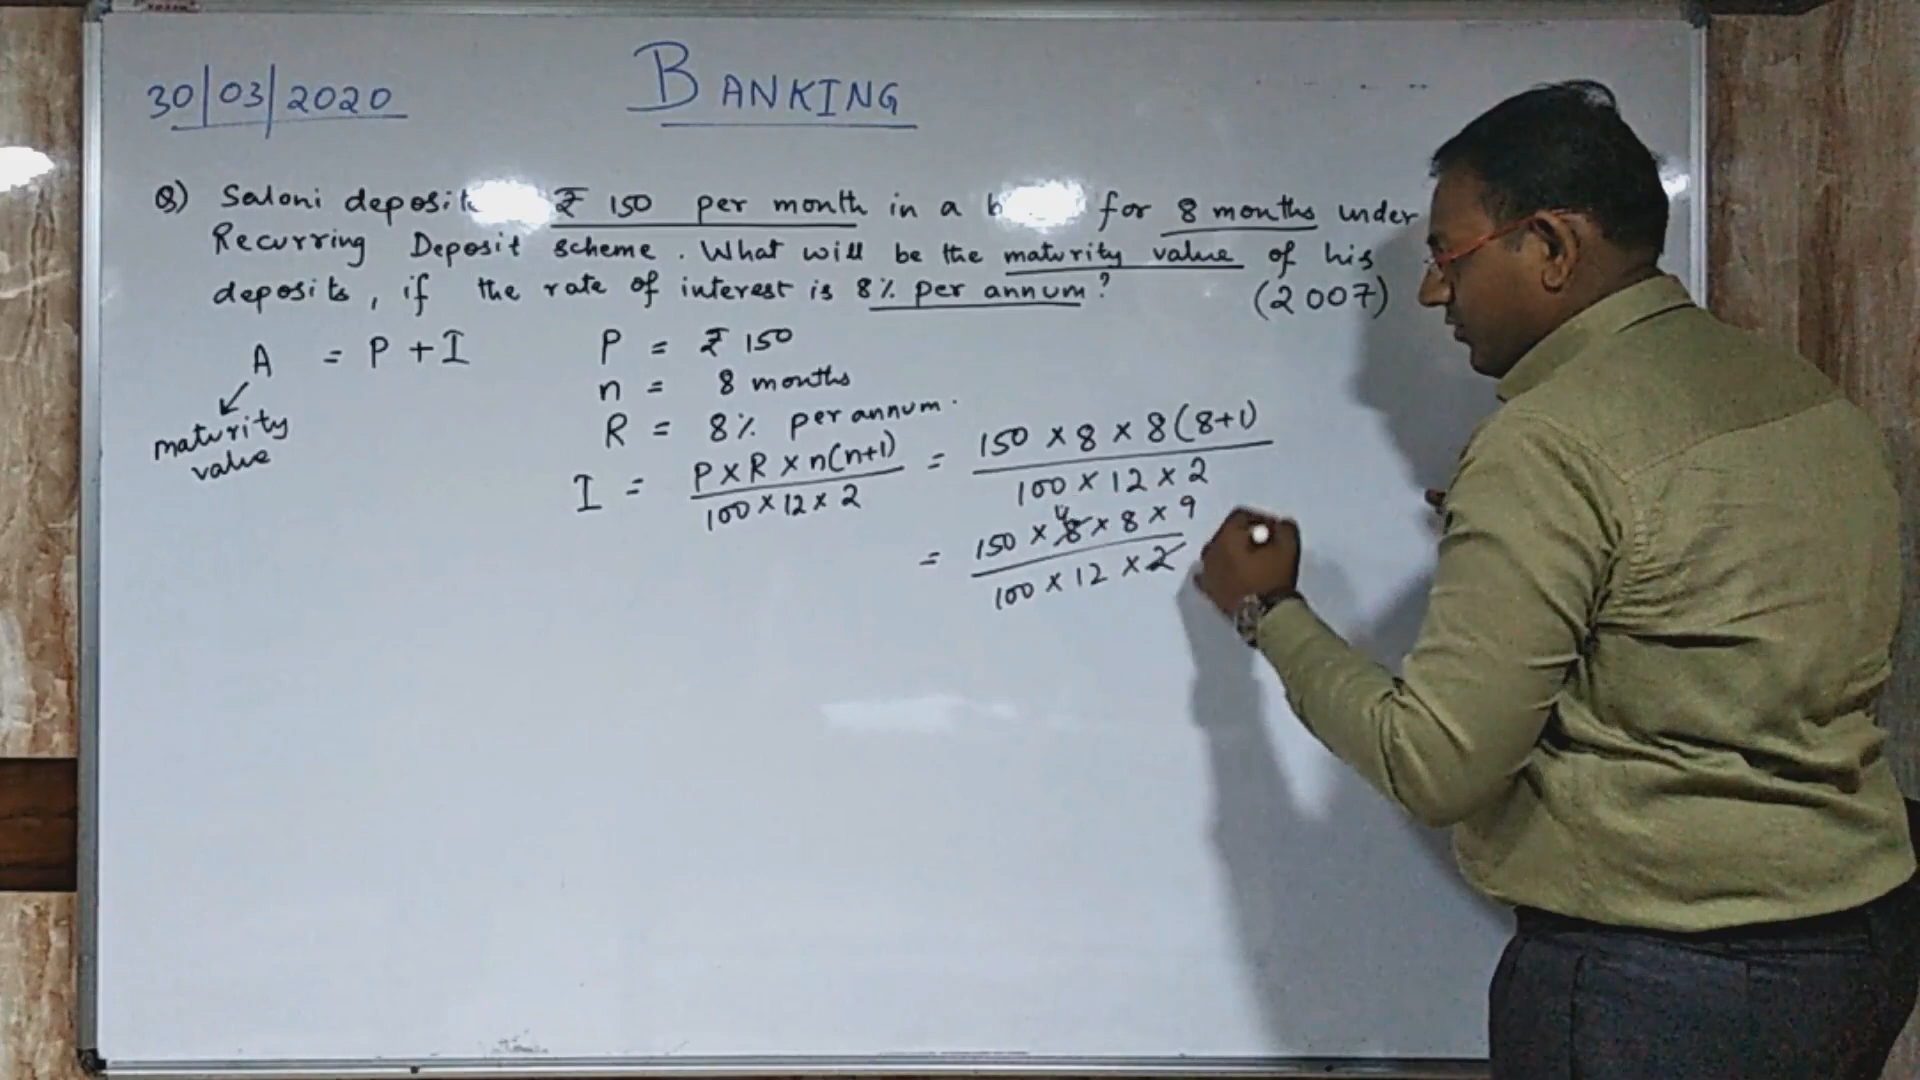 30/03/2020
BANKING
Q) Saloni deposit ₹ 150 per month in a for 8 months under
Recurring Deposit scheme. What will be the maturity value of his
deposits, if the rate of interest is 8% per annum?
(2007)
A = P + I
maturity
value
P = ₹ 150
n = 8 months
R = 8% per annum.
I = P×R×n(n+1) / 100×12×2 = 150×8×8(8+1) / 100×12×2
= 150×8×8×9 / 100×12×2
4